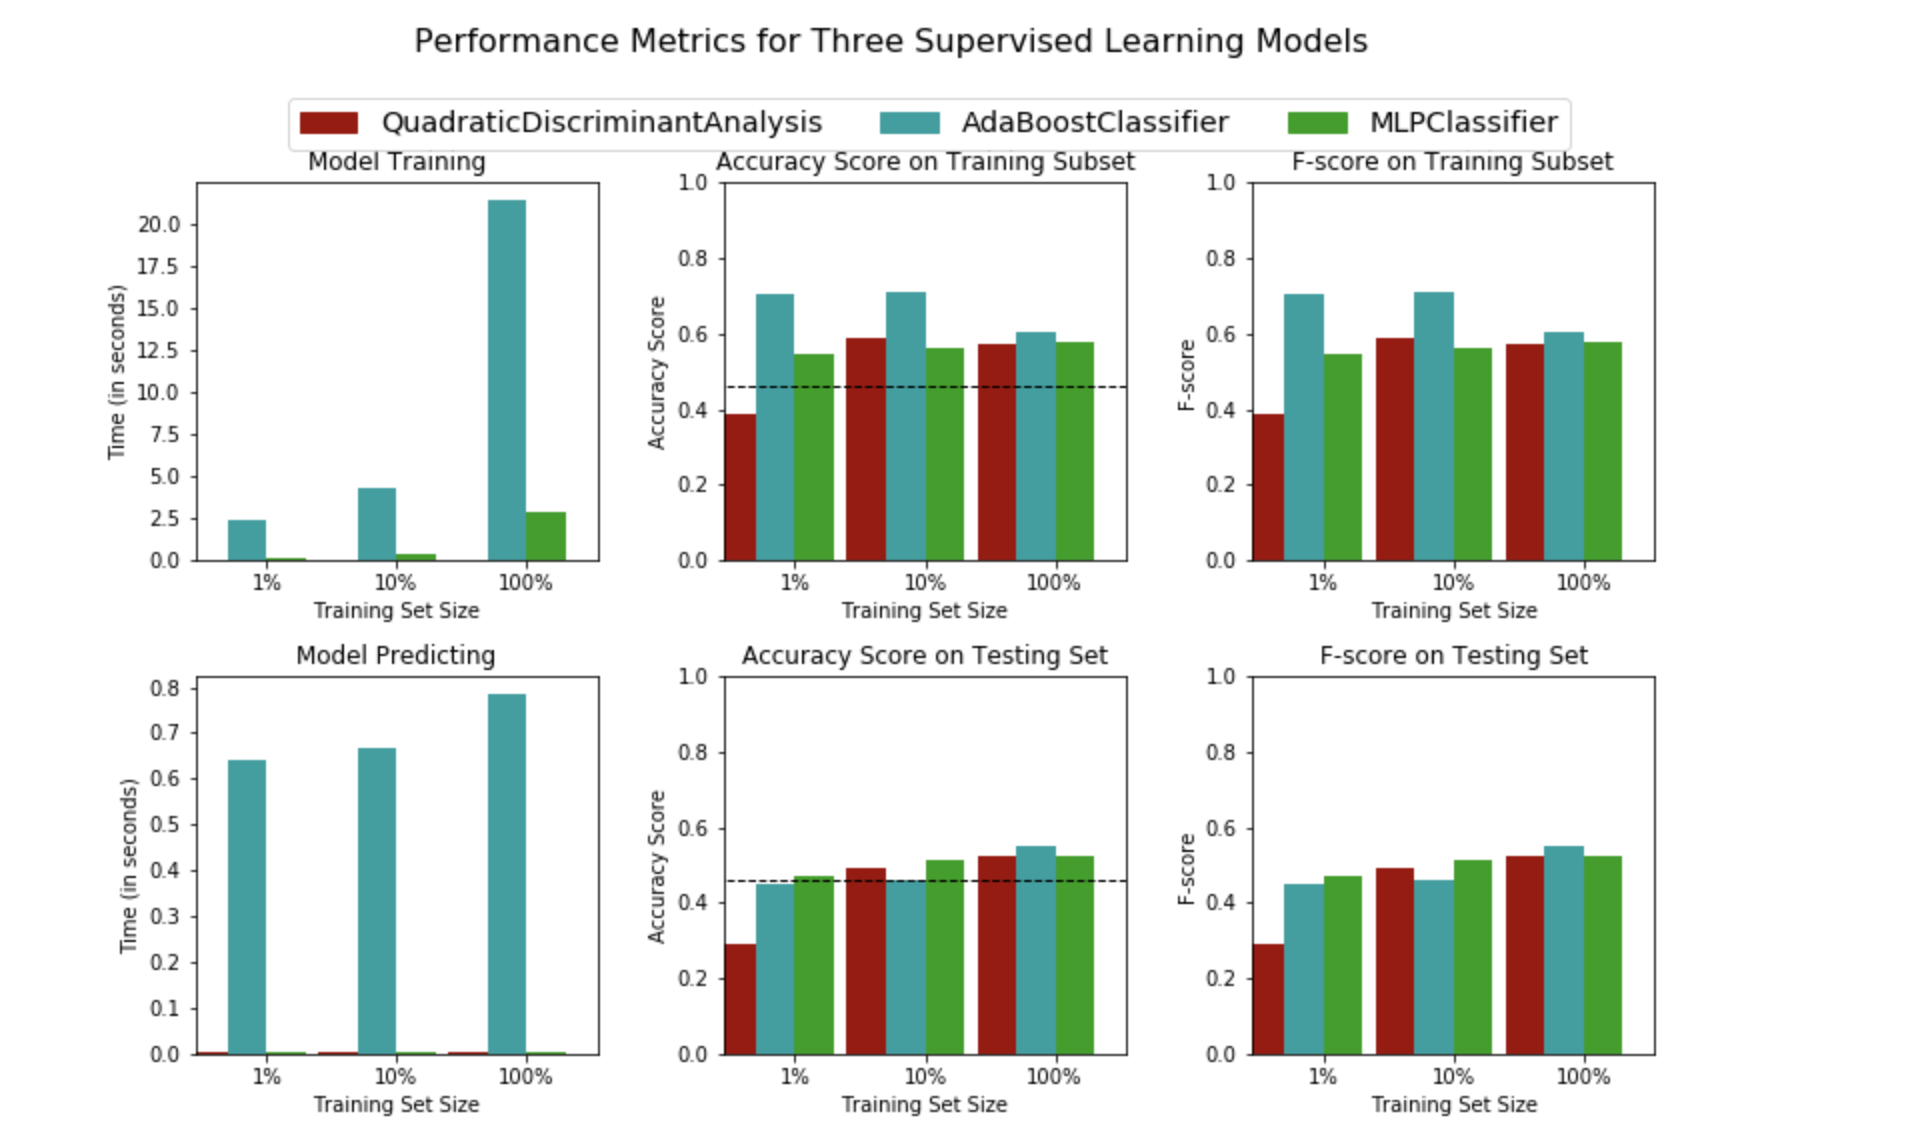 Performance Metrics for Three Supervised Learning Models
QuadraticDiscriminantAnalysis AdaBoostClassifier MLPClassifier
Model Training
Time (in seconds)
20.0
17.5
15.0
12.5
10.0
7.5
5.0
2.5
0.0
1% 10% 100%
Training Set Size
Accuracy Score on Training Subset
Accuracy Score
1.0
0.8
0.6
0.4
0.2
0.0
1% 10% 100%
Training Set Size
F-score on Training Subset
F-score
1.0
0.8
0.6
0.4
0.2
0.0
1% 10% 100%
Training Set Size
Model Predicting
Time (in seconds)
0.8
0.7
0.6
0.5
0.4
0.3
0.2
0.1
0.0
1% 10% 100%
Training Set Size
Accuracy Score on Testing Set
Accuracy Score
1.0
0.8
0.6
0.4
0.2
0.0
1% 10% 100%
Training Set Size
F-score on Testing Set
F-score
1.0
0.8
0.6
0.4
0.2
0.0
1% 10% 100%
Training Set Size